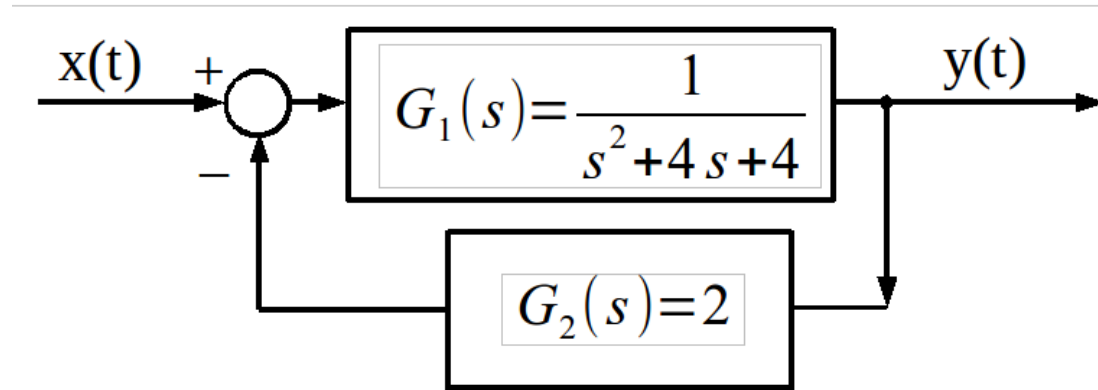 x(t)
+
−
G₁(s)=1/(s²+4s+4)
y(t)
G₂(s)=2